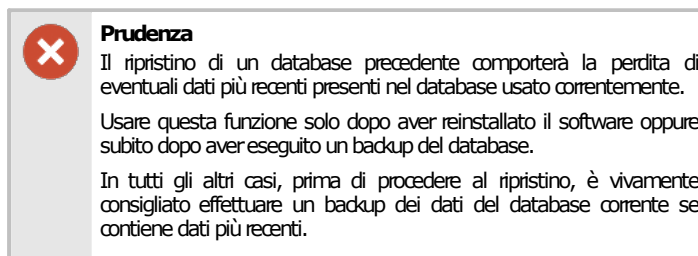 Prudenza
Il ripristino di un database precedente comporterà la perdita di
eventuali dati più recenti presenti nel database usato correntemente.
Usare questa funzione solo dopo aver reinstallato il software oppure
subito dopo aver eseguito un backup del database.
In tutti gli altri casi, prima di procedere al ripristino, è vivamente
consigliato effettuare un backup dei dati del database corrente se
contiene dati più recenti.